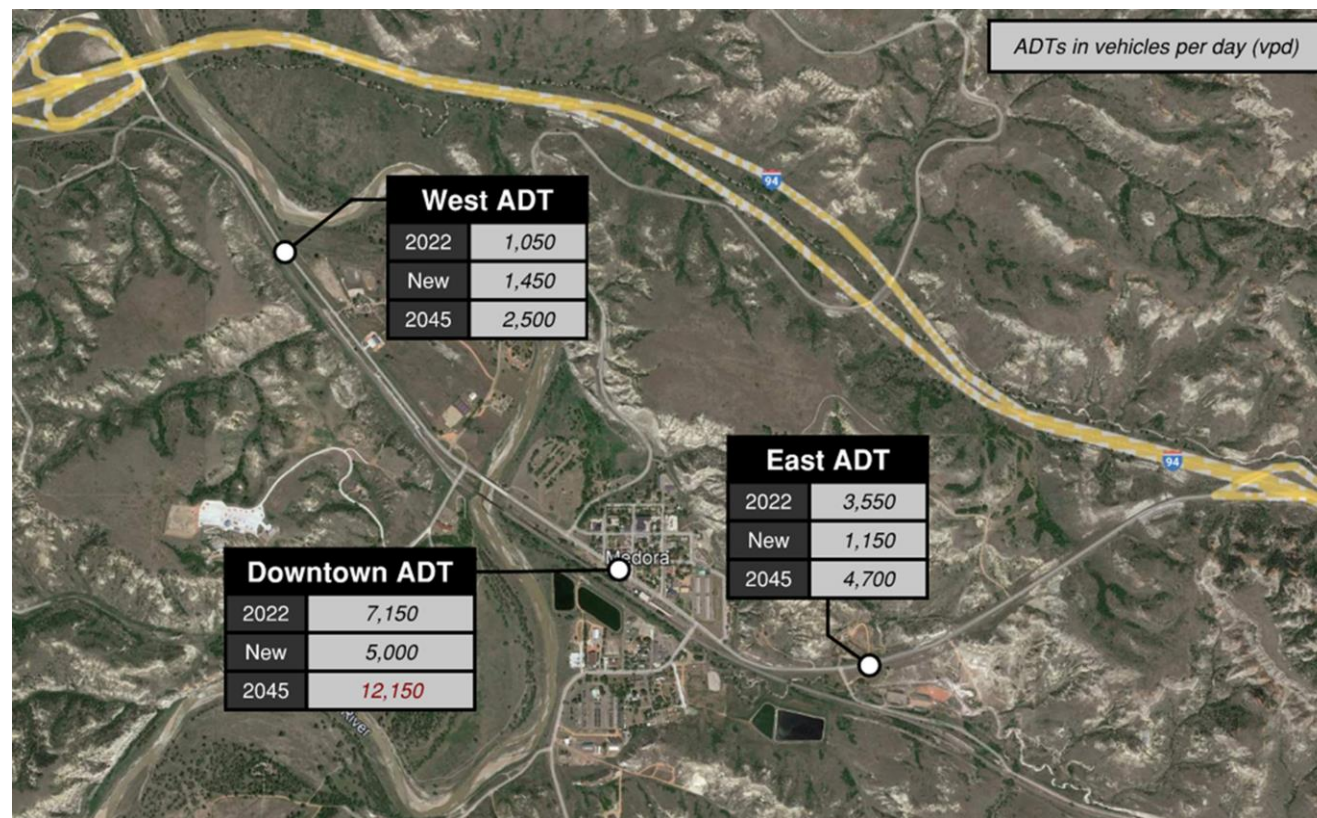 ADTs in vehicles per day (vpd)
94
West ADT
2022 1,050
New 1,450
2045 2,500
East ADT
2022 3,550
New 1,150
2045 4,700
94
Medora
Downtown ADT
2022 7,150
New 5,000
2045 12,150
River